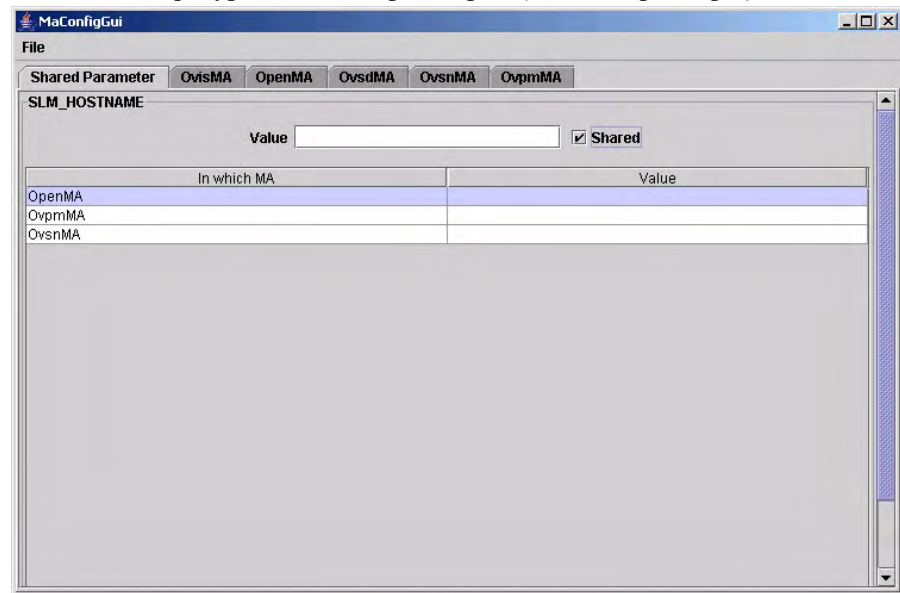 MaConfigGui
File
Shared Parameter OvisMA OpenMA OvsdMA OvsnMA OvpmMA
SLM_HOSTNAME
Value Shared
In which MA Value
OpenMA
OvpmMA
OvsnMA